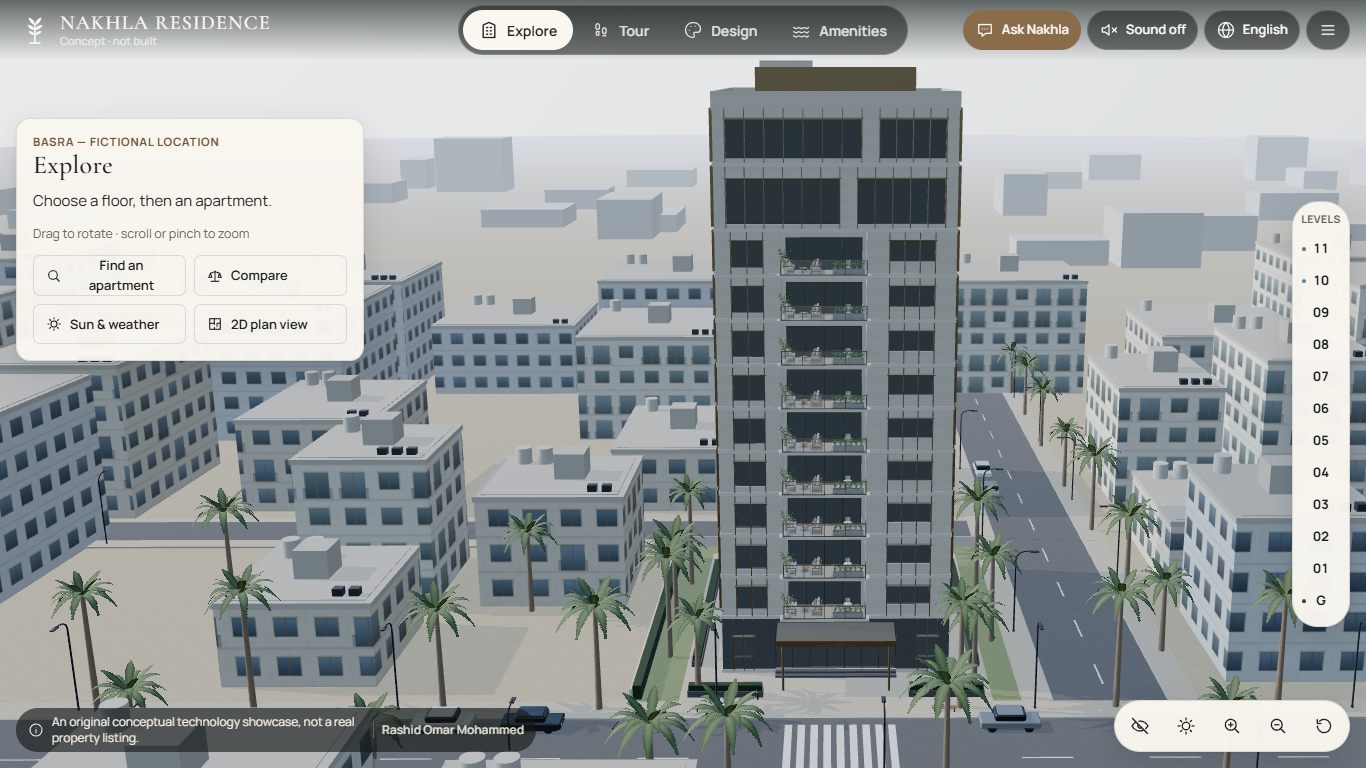 NAKHLA RESIDENCE
Concept · not built
Explore
Tour
Design
Amenities
Ask Nakhla
Sound off
English
BASRA — FICTIONAL LOCATION
Explore
Choose a floor, then an apartment.
Drag to rotate · scroll or pinch to zoom
Find an
apartment
Compare
Sun & weather
2D plan view
LEVELS
11
10
09
08
07
06
05
04
03
02
01
G
An original conceptual technology showcase, not a real
property listing.
Rashid Omar Mohammed